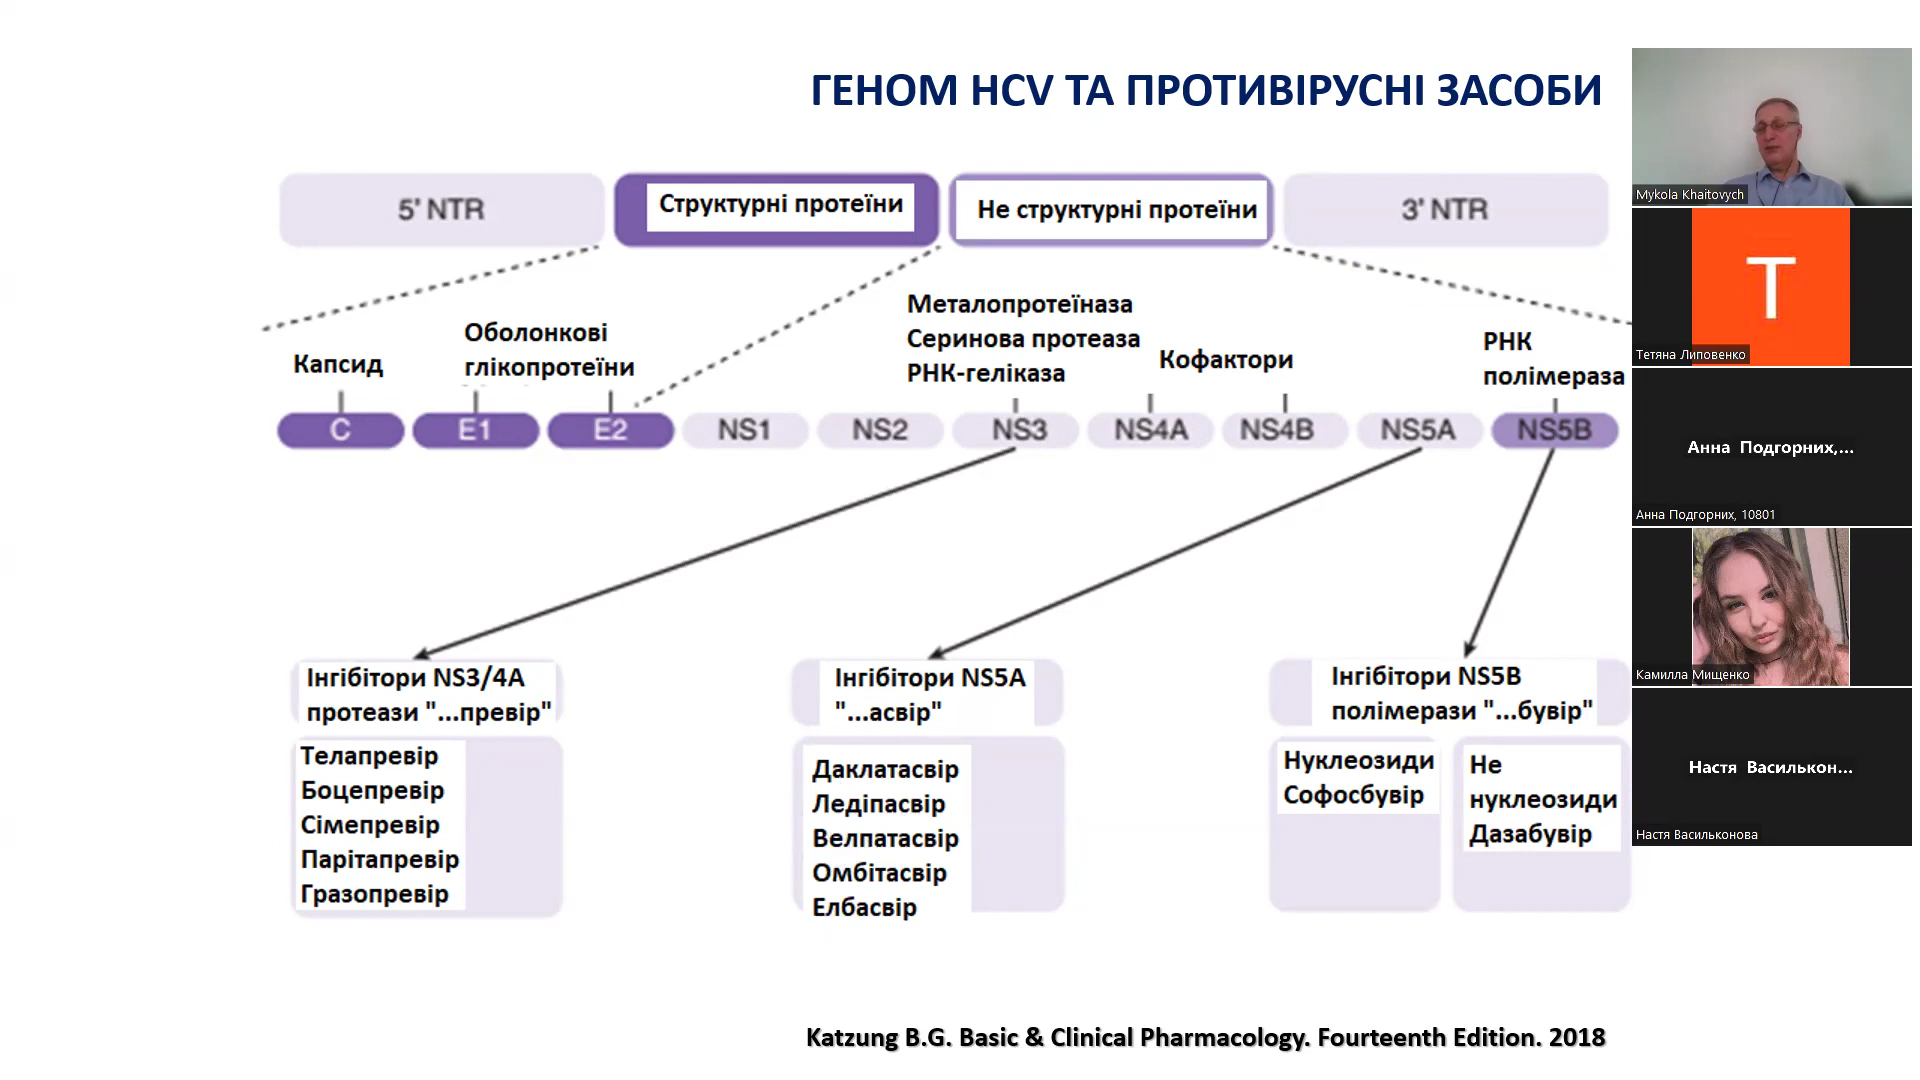 ГЕНОМ HCV ТА ПРОТИВІРУСНІ ЗАСОБИ
5' NTR
Структурні протеїни
Не структурні протеїни
3' NTR
Капсид
Оболонкові
глікопротеїни
Металопротеїназа
Серинова протеаза
РНК-геліказа
Кофактори
РНК
полімераза
C
E1
E2
NS1
NS2
NS3
NS4A
NS4B
NS5A
NS5B
Інгібітори NS3/4A
протеази "...превір"
Телапревір
Боцепревір
Сімепревір
Парітапревір
Гразопревір
Інгібітори NS5A
"...асвір"
Даклатасвір
Ледіпасвір
Велпатасвір
Омбітасвір
Елбасвір
Інгібітори NS5B
полімерази "...бувір"
Нуклеозиди
Софосбувір
Не
нуклеозиди
Дазабувір
Katzung B.G. Basic & Clinical Pharmacology. Fourteenth Edition. 2018
Mykola Khaitovych
T
Тетяна Липовенко
Анна Подгорних,...
Анна Подгорних, 10801
Камилла Мищенко
Настя Василькон...
Настя Васильконова